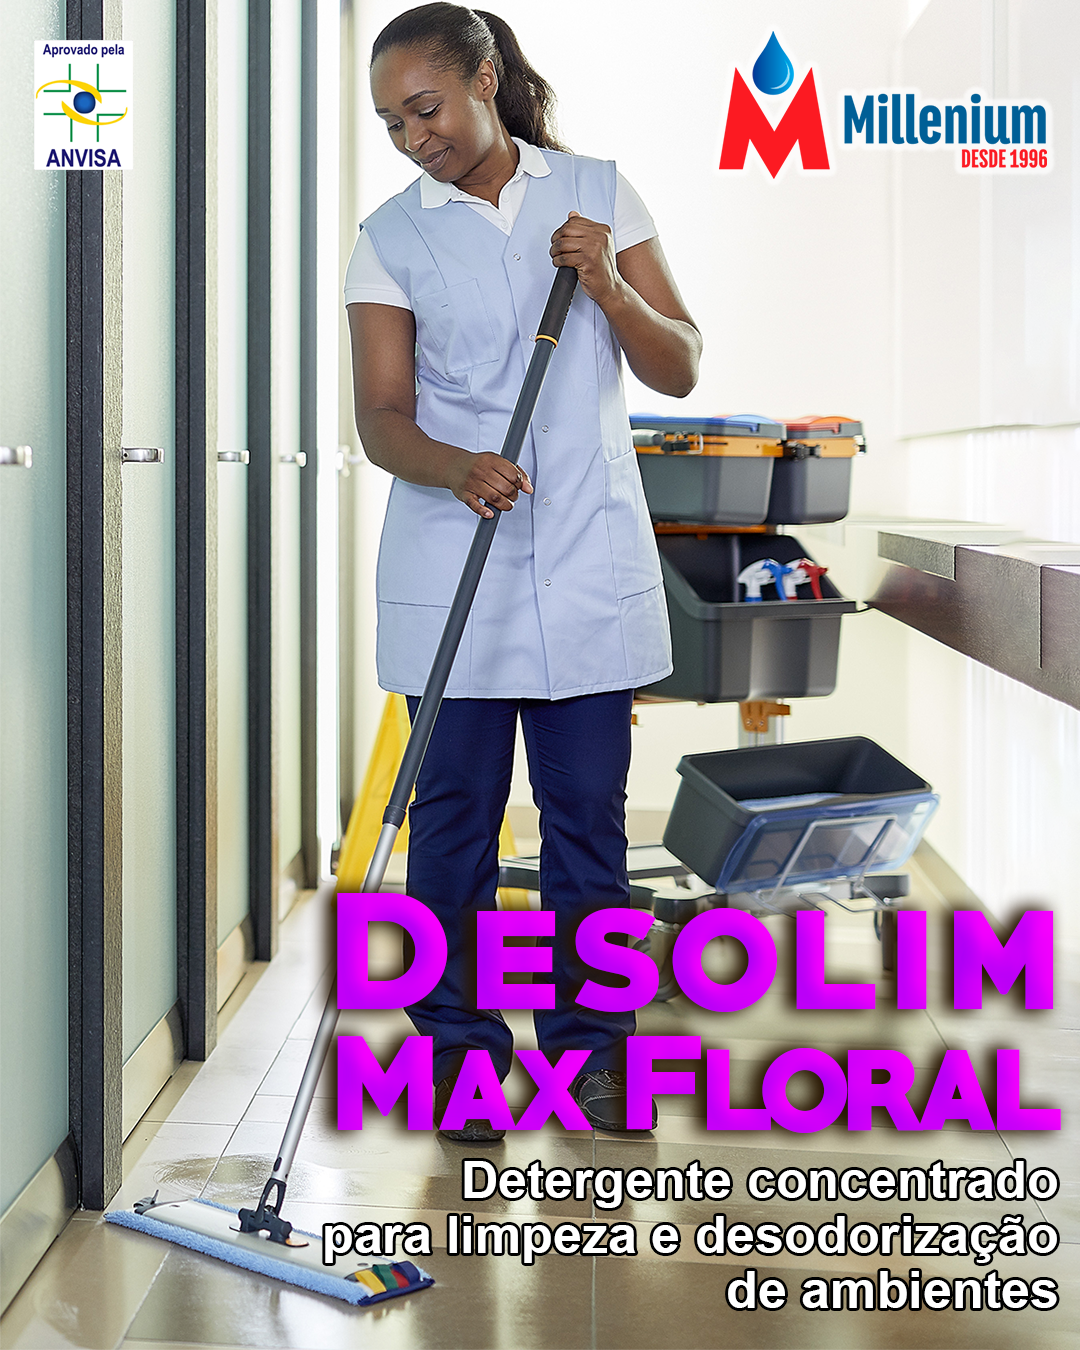 Aprovado pela
ANVISA
Millenium
DESDE 1996
DESOLIM
MAX FLORAL
Detergente concentrado
para limpeza e desodorização
de ambientes